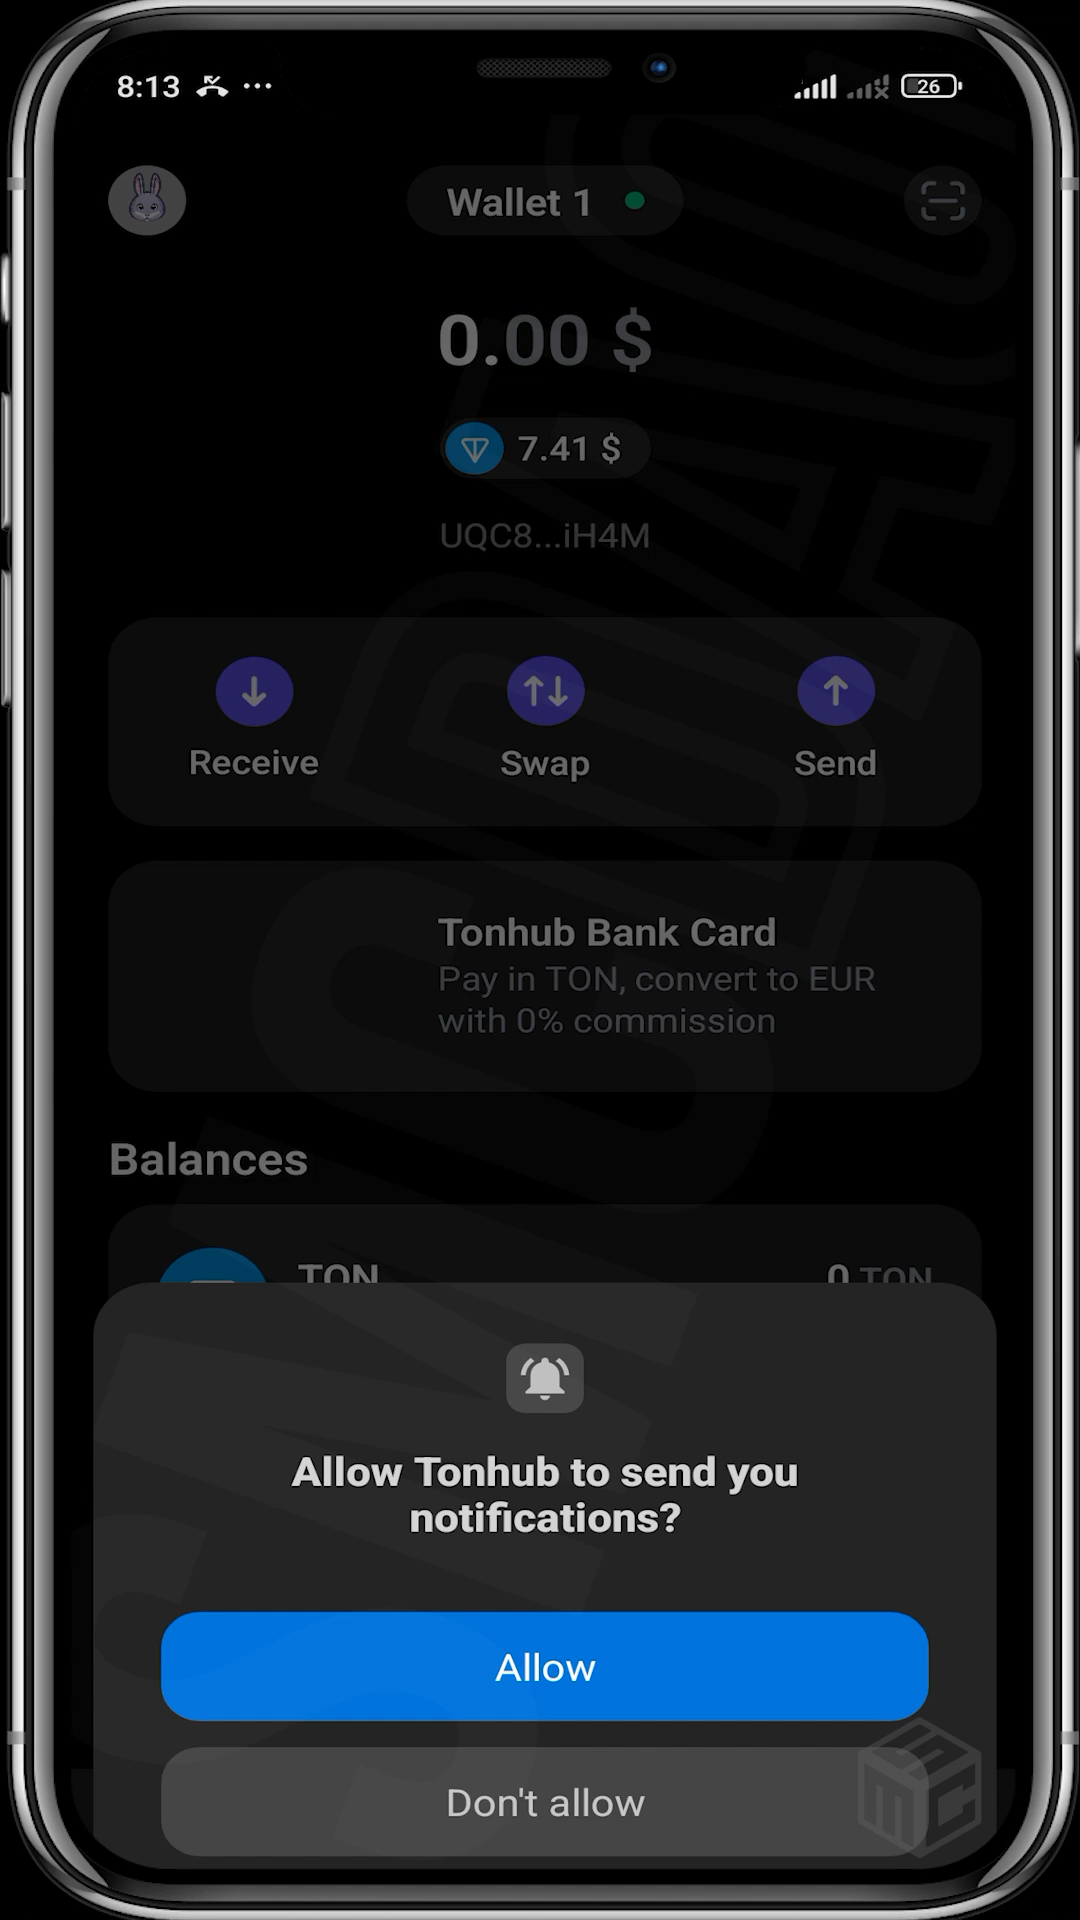 8:13
26
Wallet 1
0.00 $
7.41 $
UQC8...iH4M
Receive
Swap
Send
Tonhub Bank Card
Pay in TON, convert to EUR
with 0% commission
Balances
TON
0 TON
Allow Tonhub to send you
notifications?
Allow
Don't allow